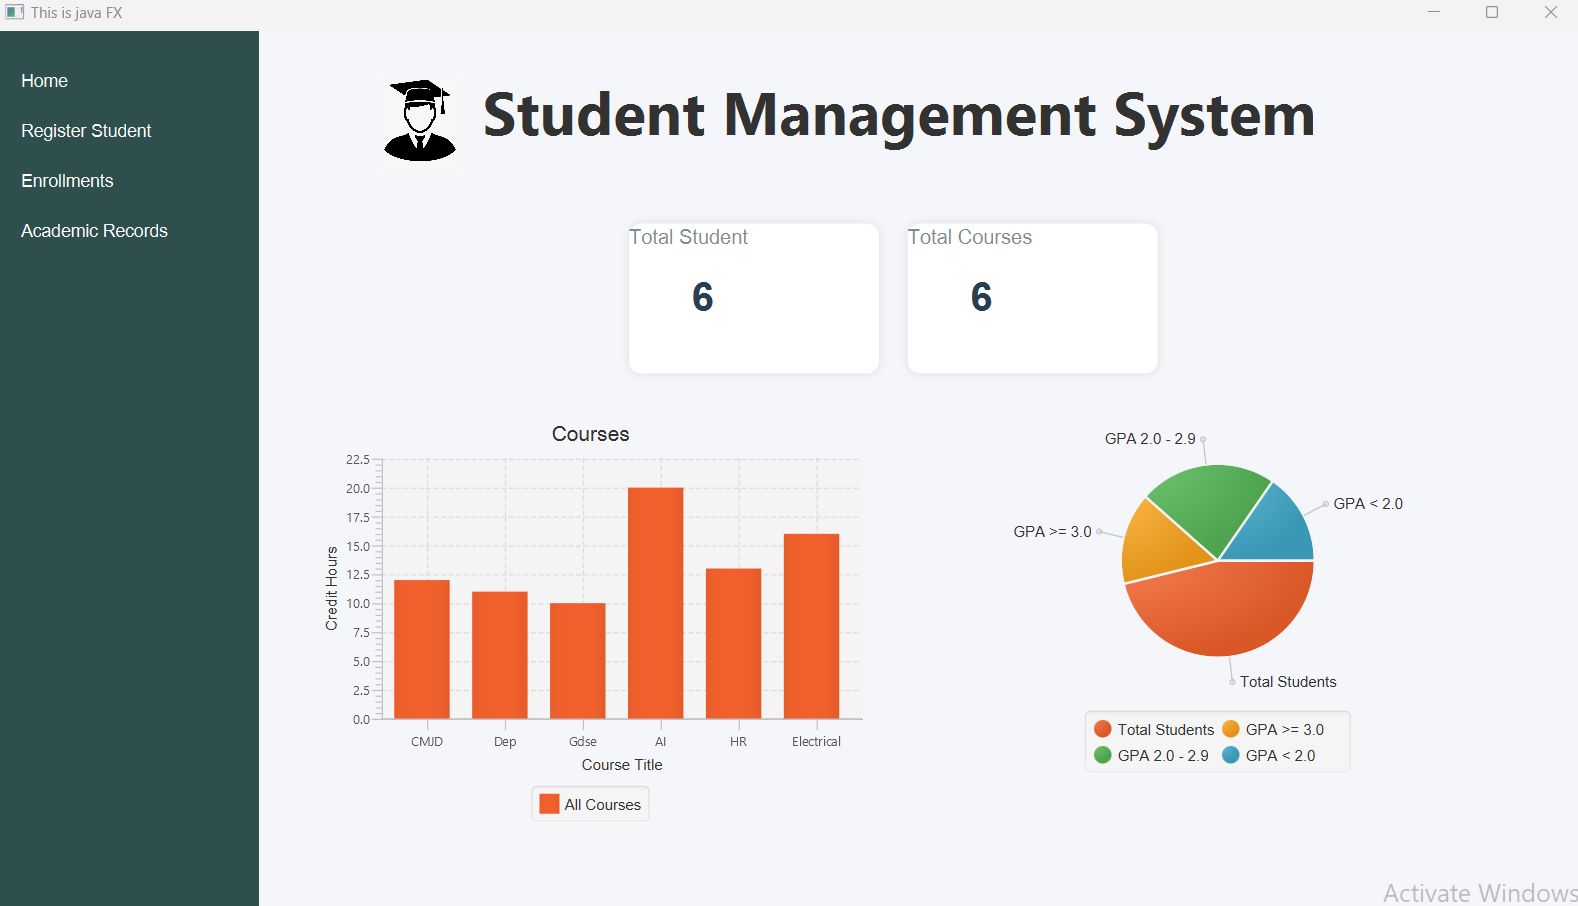 This is java FX
Home
Register Student
Enrollments
Academic Records
Student Management System
Total Student
6
Total Courses
6
Courses
22.5
20.0
17.5
15.0
12.5
10.0
7.5
5.0
2.5
0.0
Credit Hours
CMJD Dep Gdse AI HR Electrical
Course Title
All Courses
GPA 2.0 - 2.9
GPA < 2.0
GPA >= 3.0
Total Students
Total Students GPA >= 3.0
GPA 2.0 - 2.9 GPA < 2.0
Activate Windows